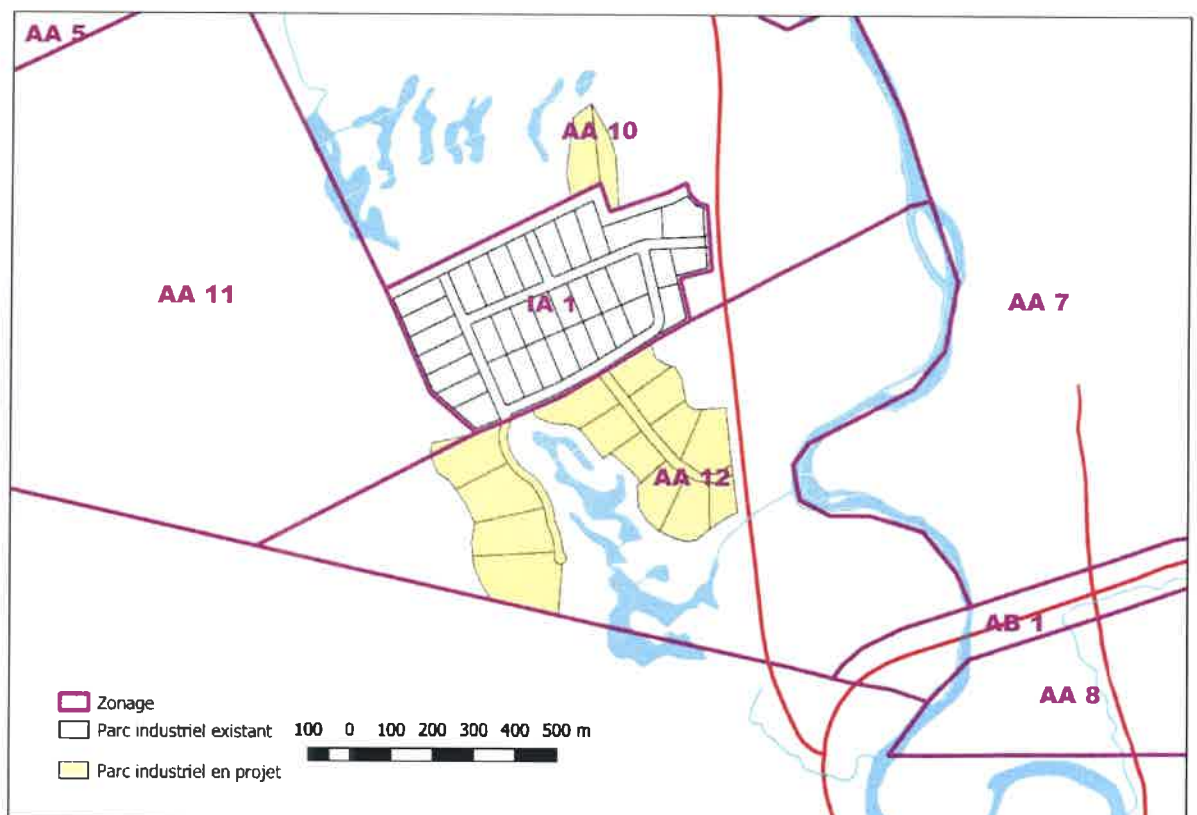 AA 5
AA 10
AA 11
IA 1
AA 7
AA 12
AB 1
AA 8
Zonage
Parc industriel existant
Parc industriel en projet
100 0 100 200 300 400 500 m